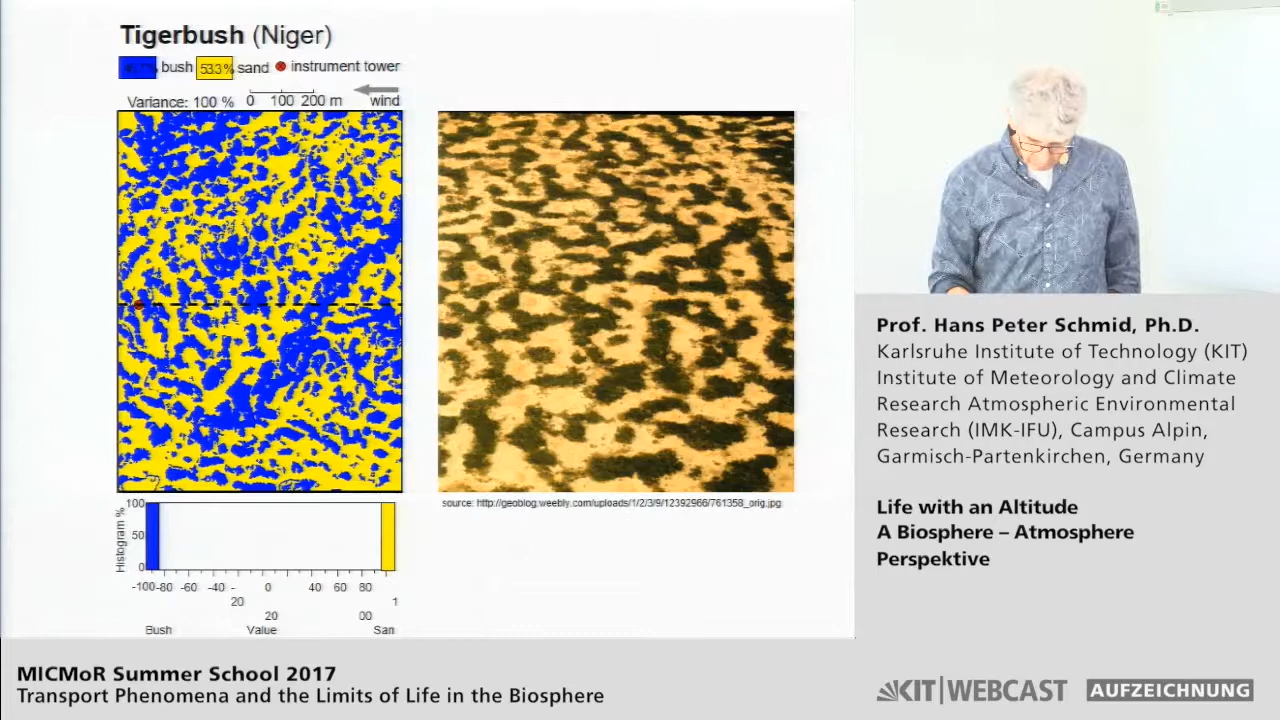 Tigerbush (Niger)
bush 53.3% sand instrument tower
Variance: 100 % 0 100 200 m wind
source: http://geoblog.weebly.com/uploads/1/2/3/9/12392966/761358_orig.jpg
Histogram %
100
50
0
-100 -80 -60 -40 -20 0 20 40 60 80 100
Bush Value San
Prof. Hans Peter Schmid, Ph.D.
Karlsruhe Institute of Technology (KIT)
Institute of Meteorology and Climate
Research Atmospheric Environmental
Research (IMK-IFU), Campus Alpin,
Garmisch-Partenkirchen, Germany
Life with an Altitude
A Biosphere – Atmosphere
Perspektive
MICMoR Summer School 2017
Transport Phenomena and the Limits of Life in the Biosphere
KIT|WEBCAST AUFZEICHNUNG